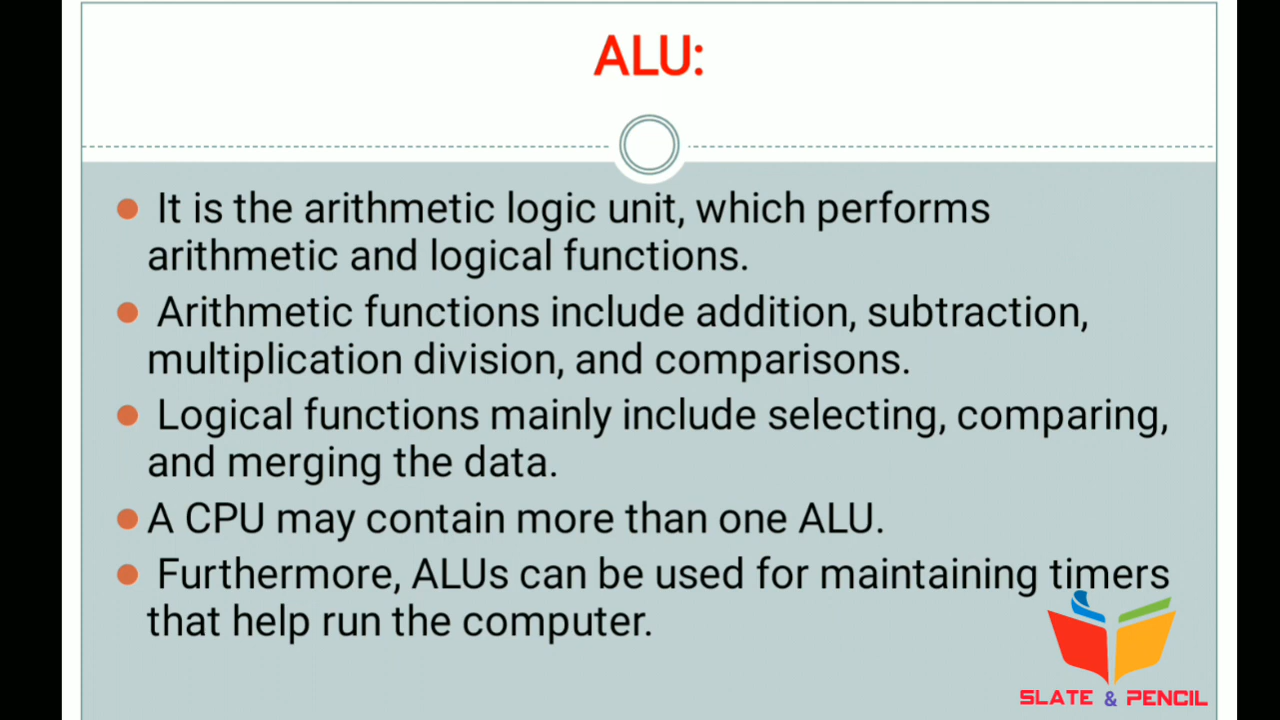 ALU:
It is the arithmetic logic unit, which performs
arithmetic and logical functions.
Arithmetic functions include addition, subtraction,
multiplication division, and comparisons.
Logical functions mainly include selecting, comparing,
and merging the data.
A CPU may contain more than one ALU.
Furthermore, ALUs can be used for maintaining timers
that help run the computer.
SLATE & PENCIL